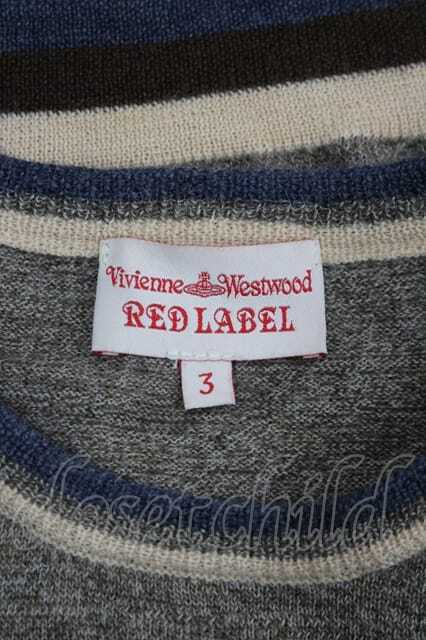 Vivienne Westwood
RED LABEL
3
closetchild